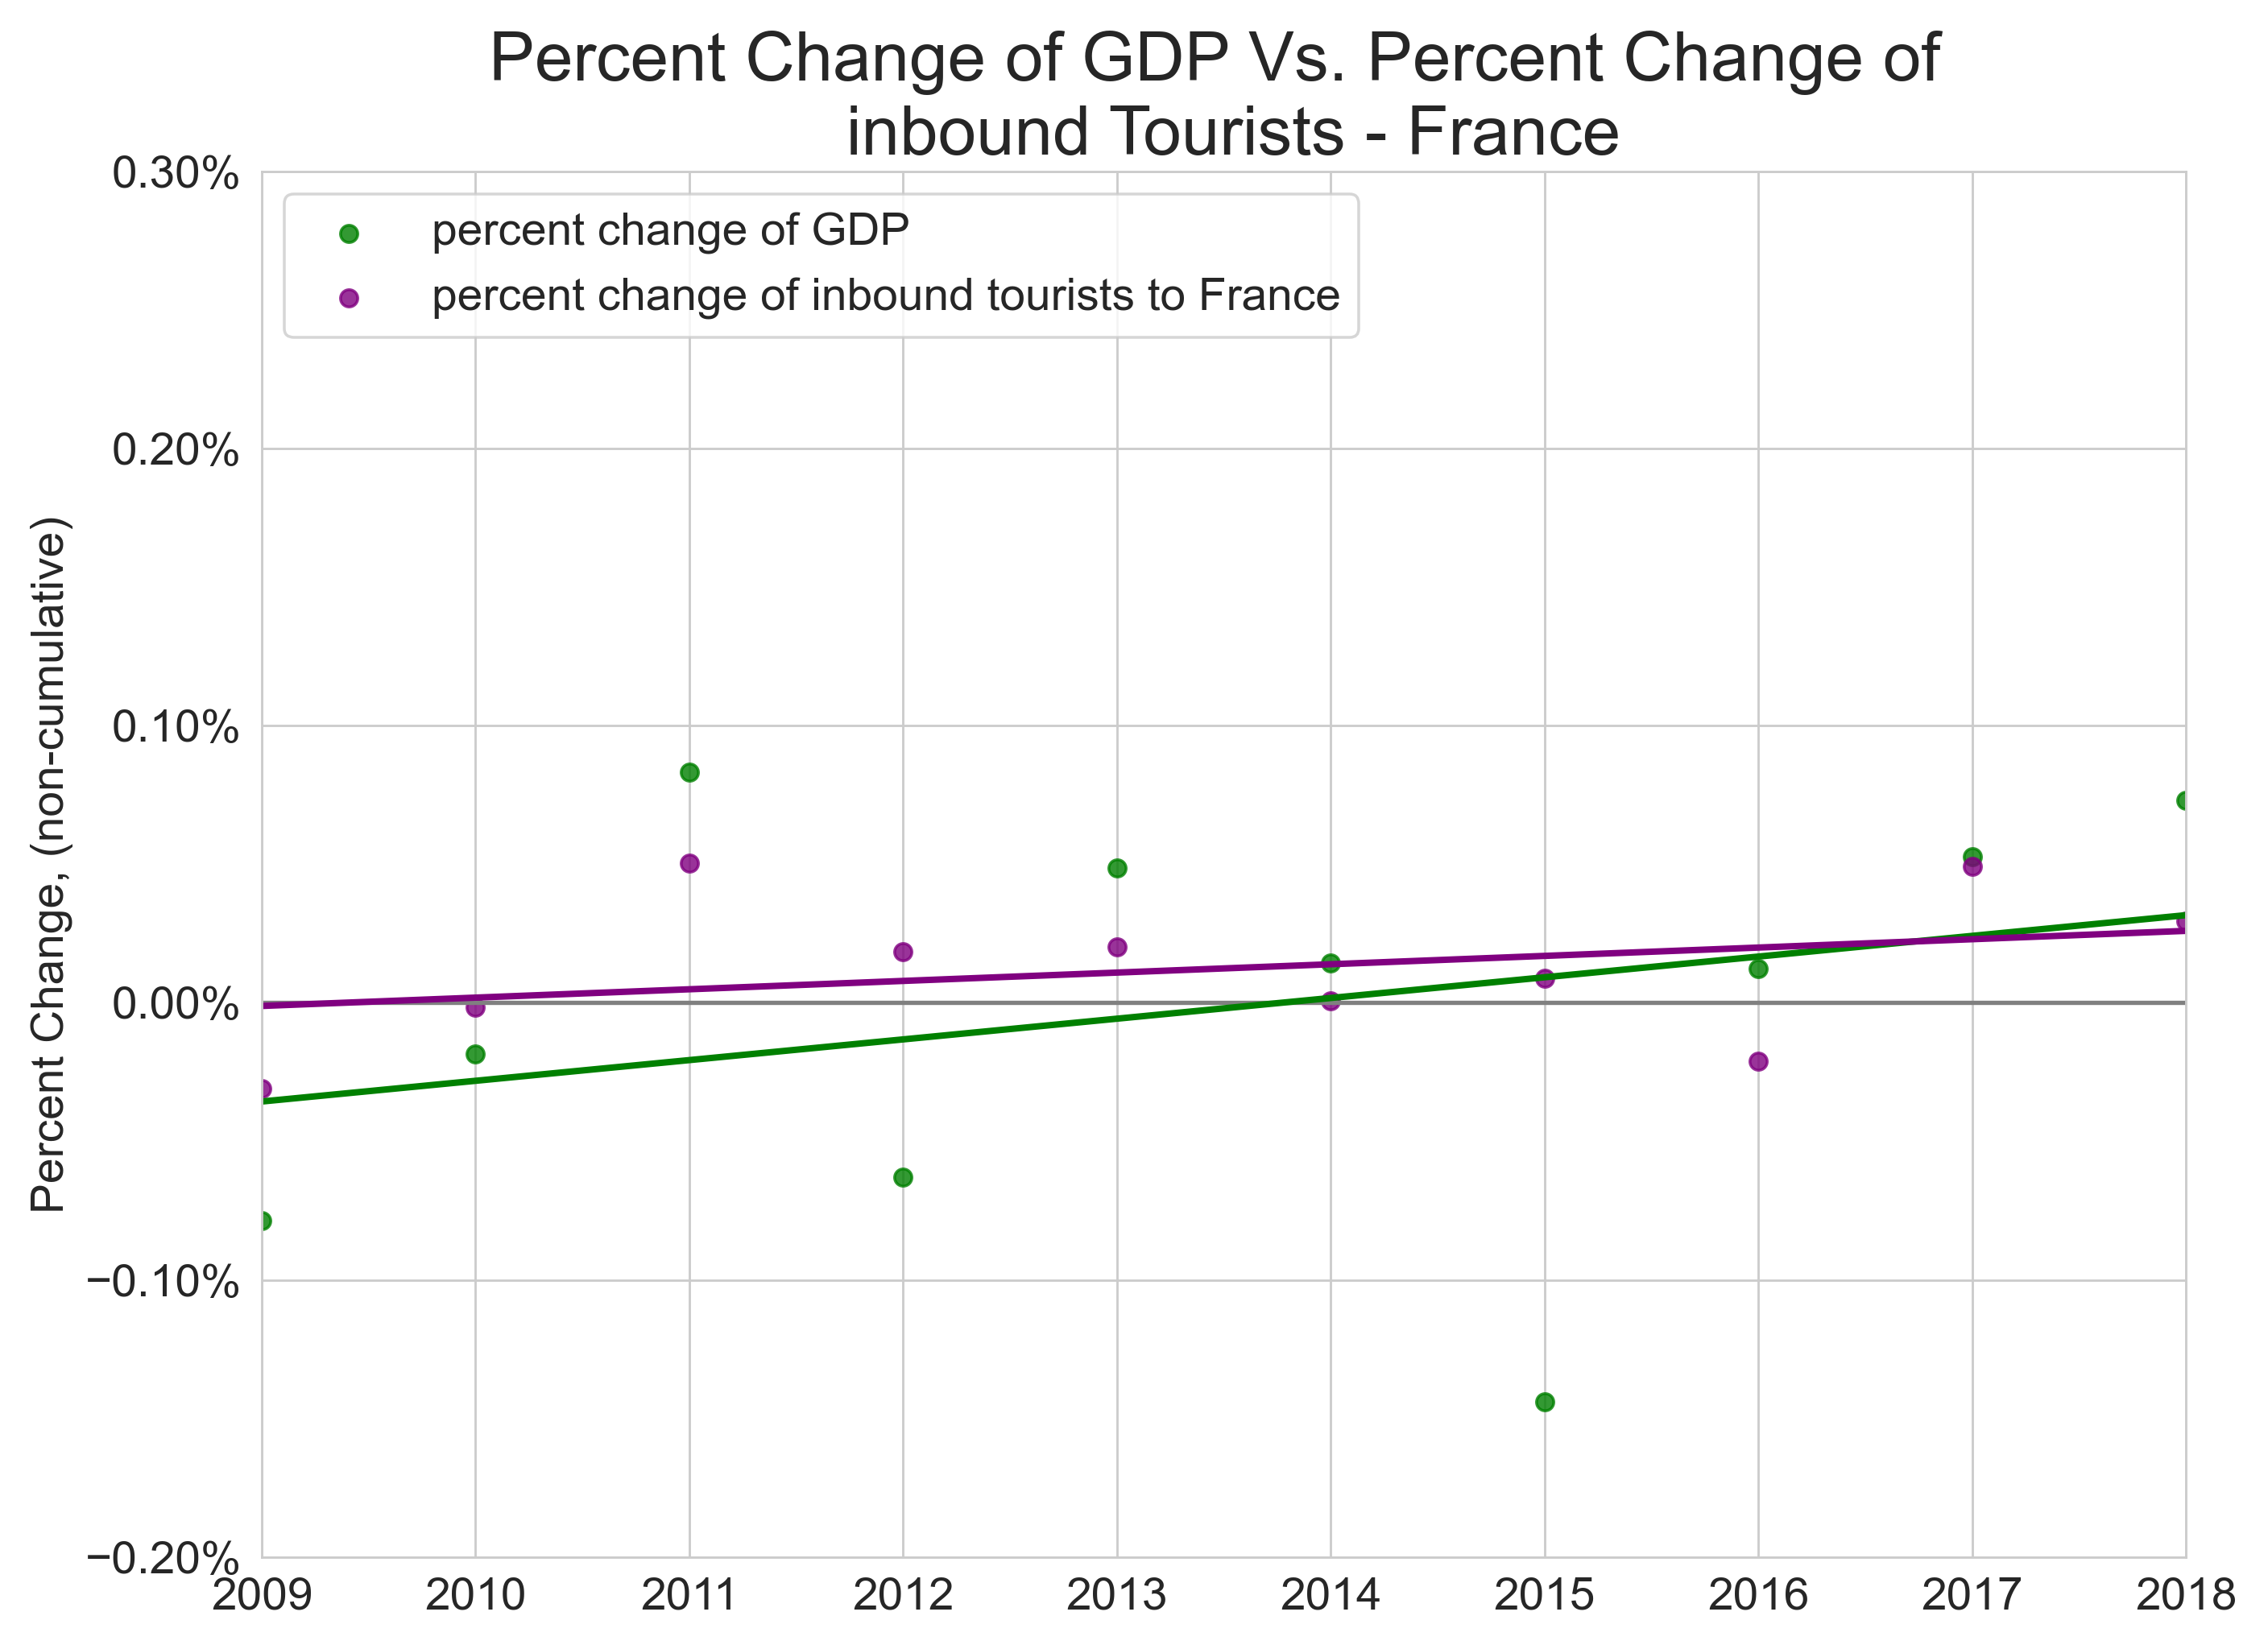 Percent Change of GDP Vs. Percent Change of
inbound Tourists - France
percent change of GDP
percent change of inbound tourists to France
Percent Change, (non-cumulative)
0.30%
0.20%
0.10%
0.00%
−0.10%
−0.20%
2009 2010 2011 2012 2013 2014 2015 2016 2017 2018